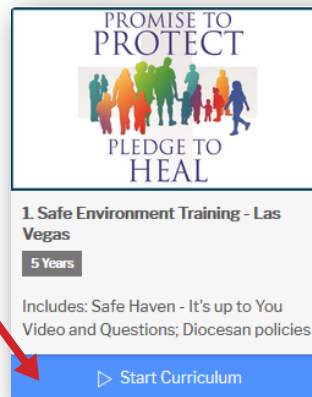 PROMISE TO
PROTECT
PLEDGE TO
HEAL
1. Safe Environment Training - Las
Vegas
5 Years
Includes: Safe Haven - It's up to You
Video and Questions; Diocesan policies
Start Curriculum